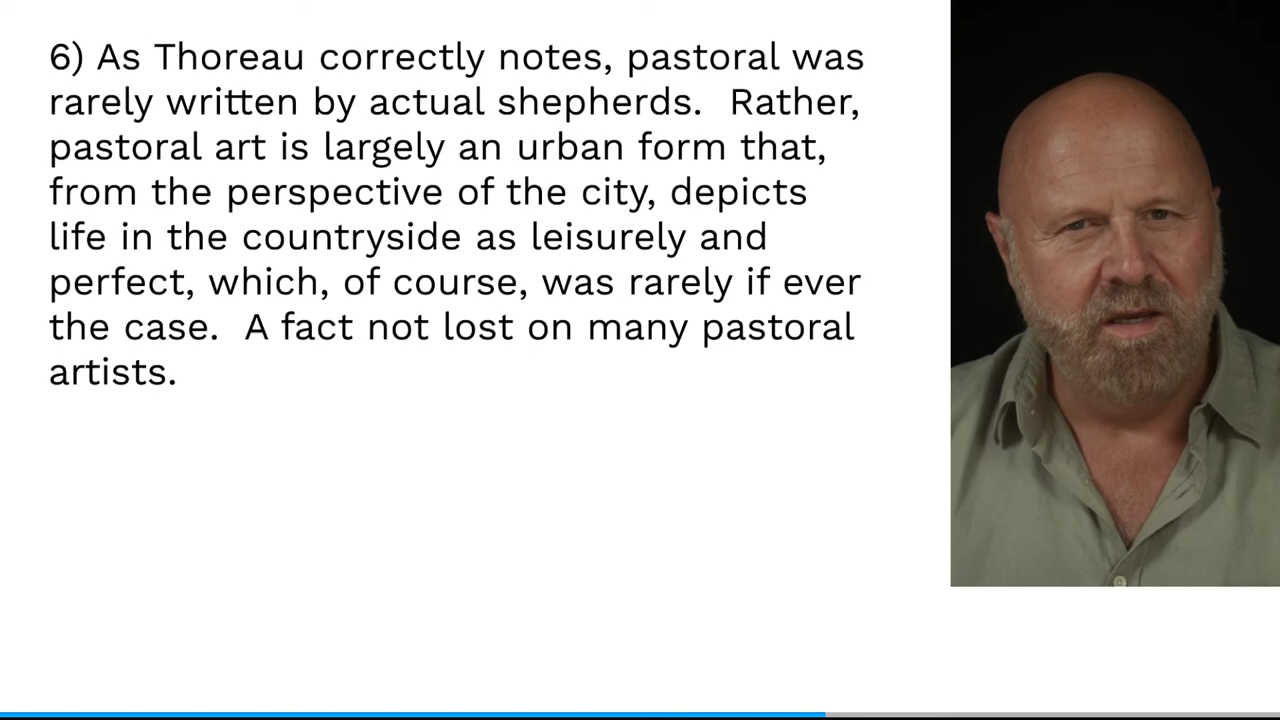 6) As Thoreau correctly notes, pastoral was
rarely written by actual shepherds.  Rather,
pastoral art is largely an urban form that,
from the perspective of the city, depicts
life in the countryside as leisurely and
perfect, which, of course, was rarely if ever
the case.  A fact not lost on many pastoral
artists.